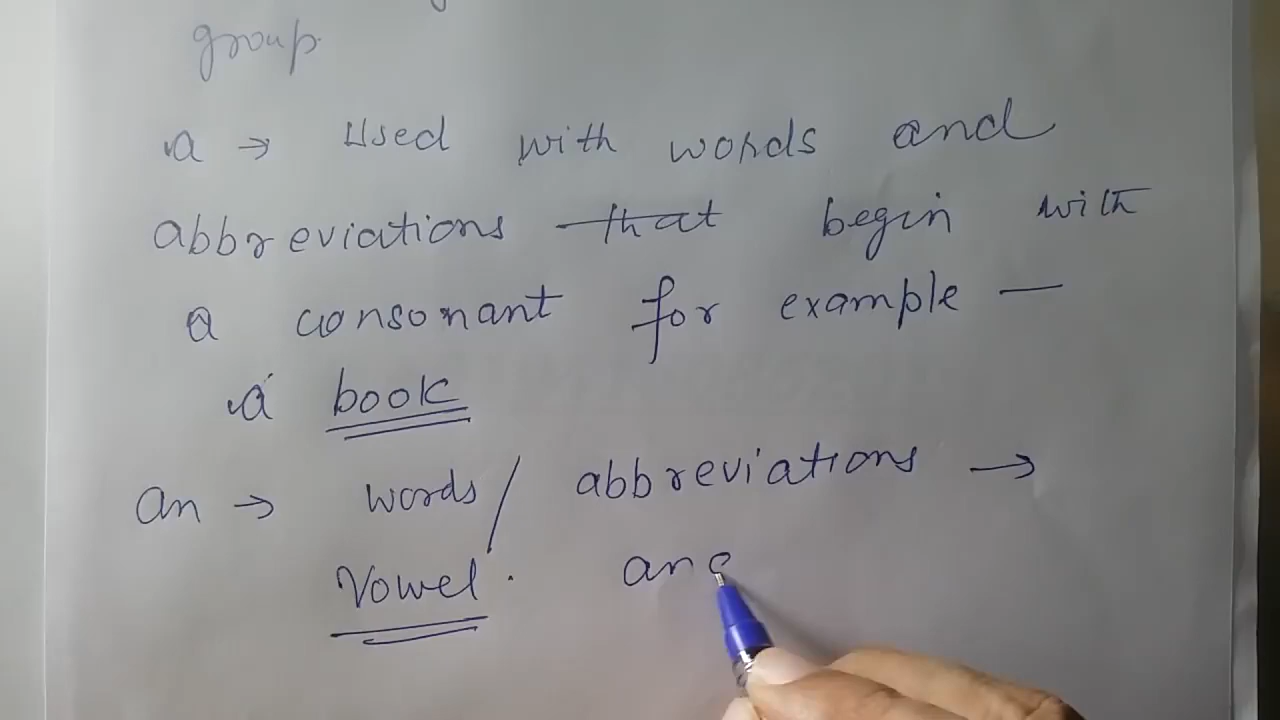 group.
a → Used with words and
abbreviations that begin with
a consonant for example —
a book
an → words / abbreviations →
Vowel. an